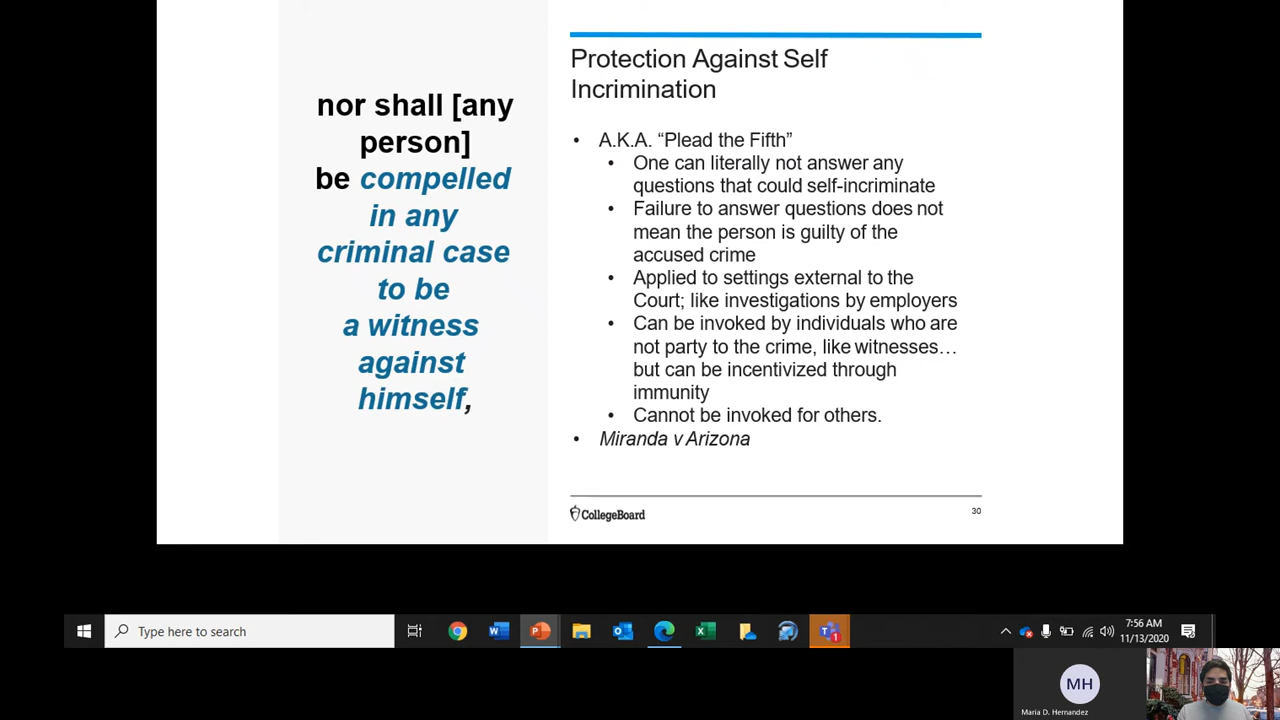 nor shall [any
person]
be compelled
in any
criminal case
to be
a witness
against
himself,
Protection Against Self
Incrimination
• A.K.A. “Plead the Fifth”
• One can literally not answer any
questions that could self-incriminate
• Failure to answer questions does not
mean the person is guilty of the
accused crime
• Applied to settings external to the
Court; like investigations by employers
• Can be invoked by individuals who are
not party to the crime, like witnesses…
but can be incentivized through
immunity
• Cannot be invoked for others.
• Miranda v Arizona
CollegeBoard
30
Type here to search
7:56 AM
11/13/2020
MH
Maria D. Hernandez